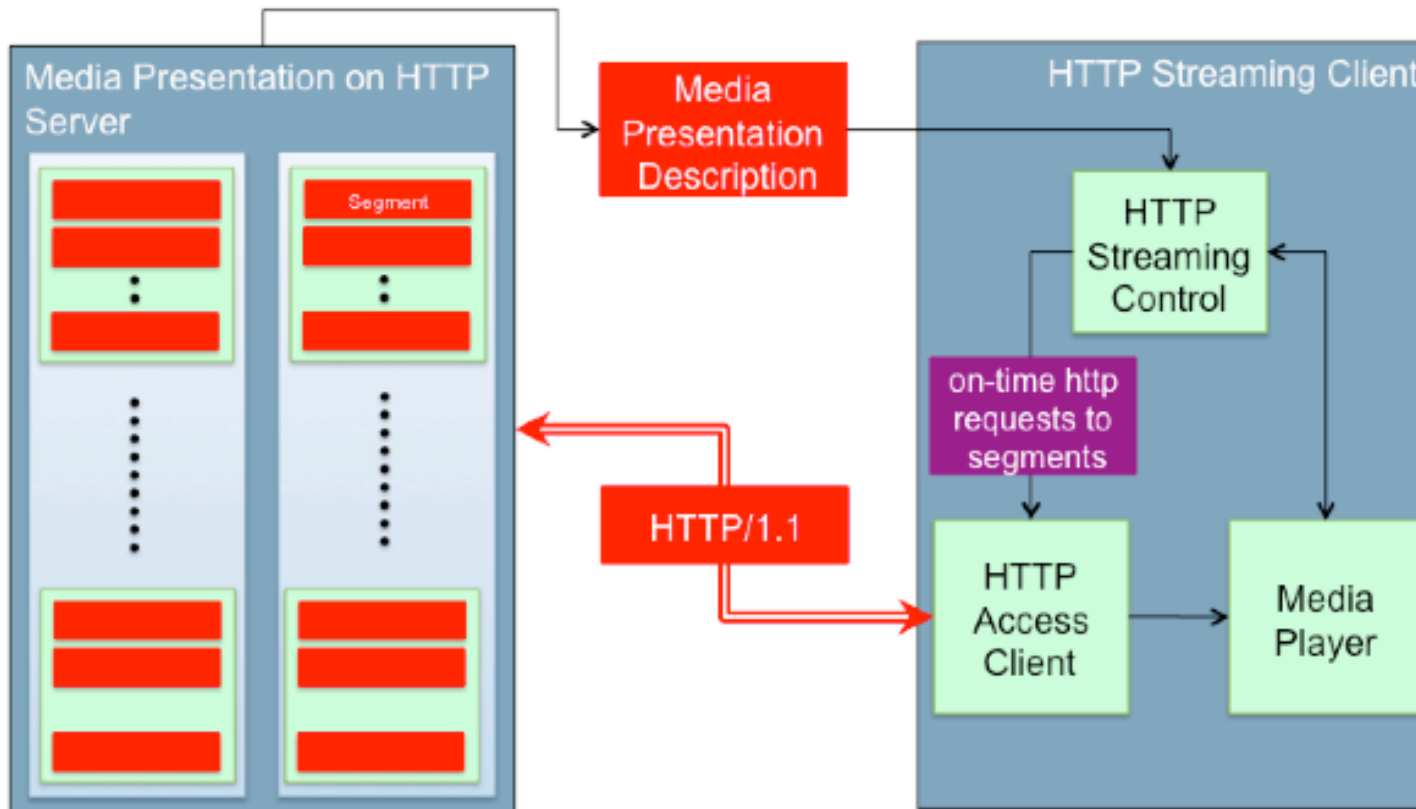 Media Presentation on HTTP
Server
Segment
Media
Presentation
Description
HTTP/1.1
HTTP Streaming Client
HTTP
Streaming
Control
on-time http
requests to
segments
HTTP
Access
Client
Media
Player